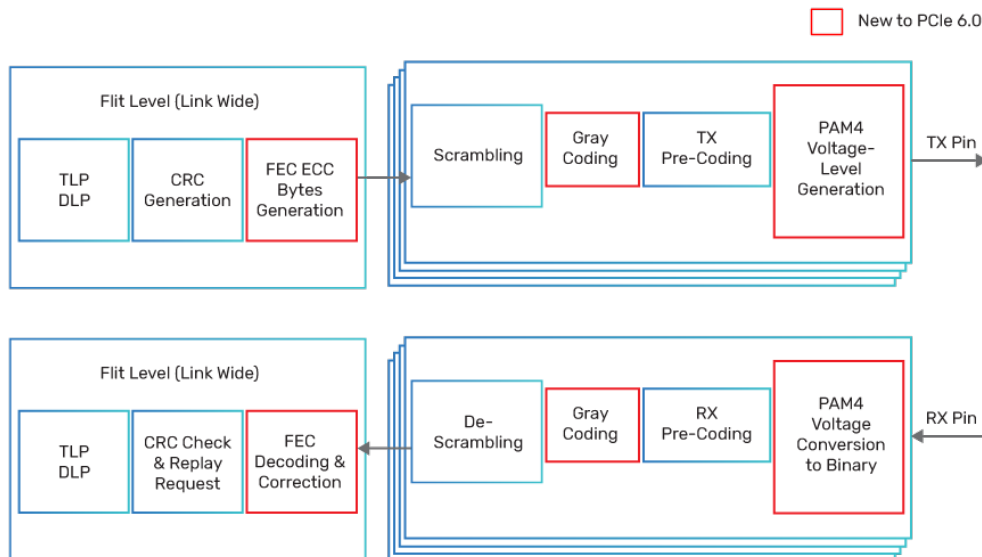 New to PCIe 6.0
Flit Level (Link Wide)
TLP
DLP
CRC
Generation
FEC ECC
Bytes
Generation
Scrambling
Gray
Coding
TX
Pre-Coding
PAM4
Voltage-
Level
Generation
TX Pin
Flit Level (Link Wide)
TLP
DLP
CRC Check
& Replay
Request
FEC
Decoding &
Correction
De-
Scrambling
Gray
Coding
RX
Pre-Coding
PAM4
Voltage
Conversion
to Binary
RX Pin